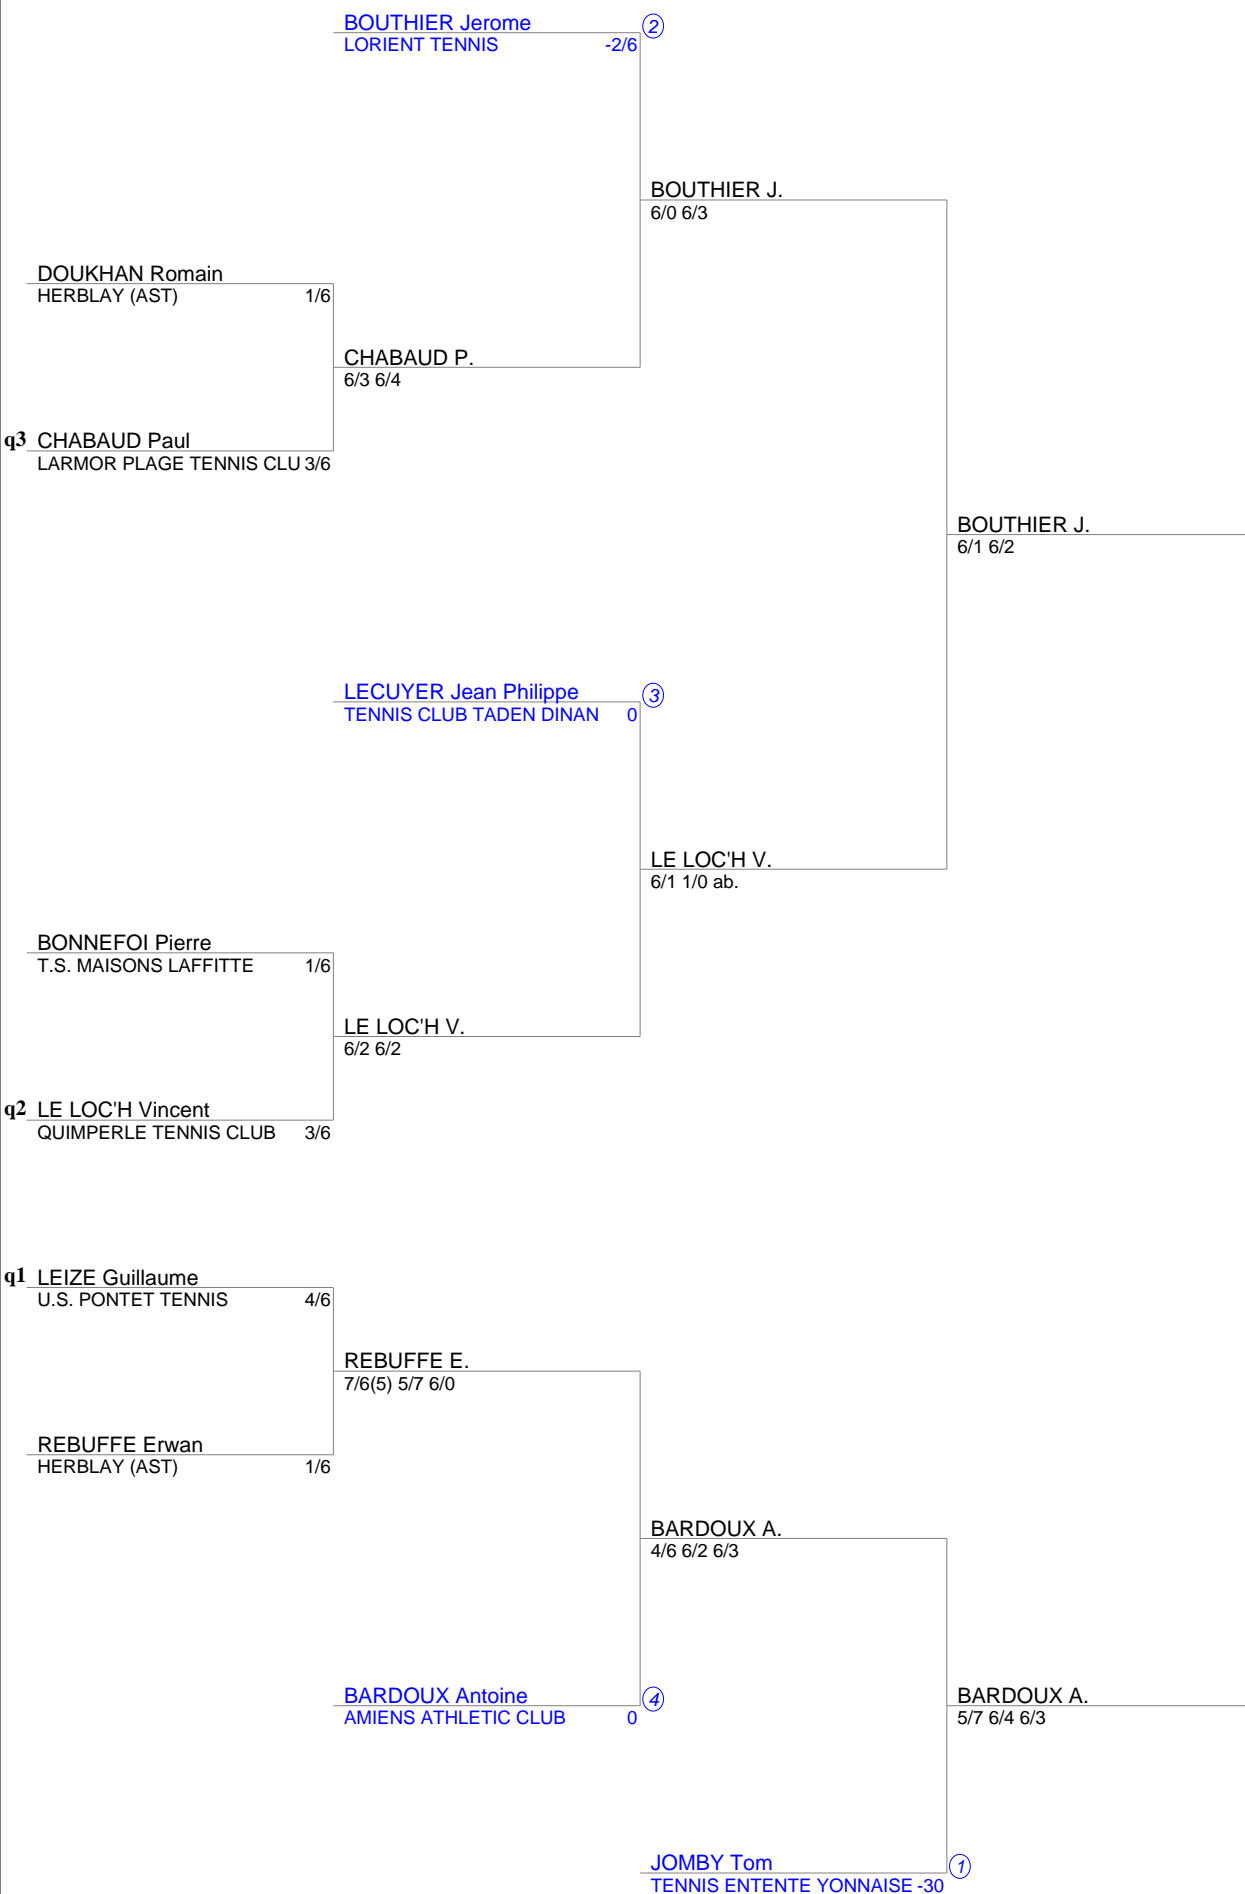 BOUTHIER Jerome 2
LORIENT TENNIS -2/6
BOUTHIER J.
6/0 6/3
DOUKHAN Romain
HERBLAY (AST) 1/6
CHABAUD P.
6/3 6/4
q3 CHABAUD Paul
LARMOR PLAGE TENNIS CLU 3/6
BOUTHIER J.
6/1 6/2
LECUYER Jean Philippe 3
TENNIS CLUB TADEN DINAN 0
LE LOC'H V.
6/1 1/0 ab.
BONNEFOI Pierre
T.S. MAISONS LAFFITTE 1/6
LE LOC'H V.
6/2 6/2
q2 LE LOC'H Vincent
QUIMPERLE TENNIS CLUB 3/6
q1 LEIZE Guillaume
U.S. PONTET TENNIS 4/6
REBUFFE E.
7/6(5) 5/7 6/0
REBUFFE Erwan
HERBLAY (AST) 1/6
BARDOUX A.
4/6 6/2 6/3
BARDOUX Antoine 4
AMIENS ATHLETIC CLUB 0
BARDOUX A.
5/7 6/4 6/3
JOMBY Tom 1
TENNIS ENTENTE YONNAISE -30